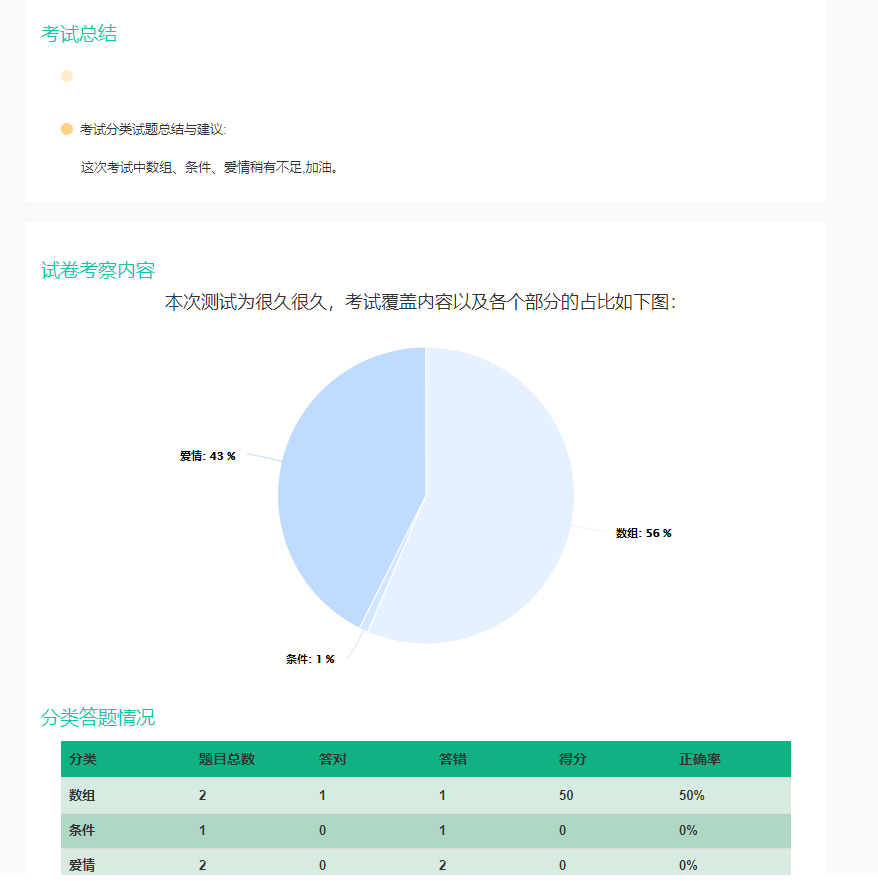 考试总结
考试分类试题总结与建议:
这次考试中数组、条件、爱情稍有不足,加油。
试卷考察内容
本次测试为很久很久，考试覆盖内容以及各个部分的占比如下图：
爱情: 43 %
数组: 56 %
条件: 1 %
分类答题情况
分类 题目总数 答对 答错 得分 正确率
数组 2 1 1 50 50%
条件 1 0 1 0 0%
爱情 2 0 2 0 0%